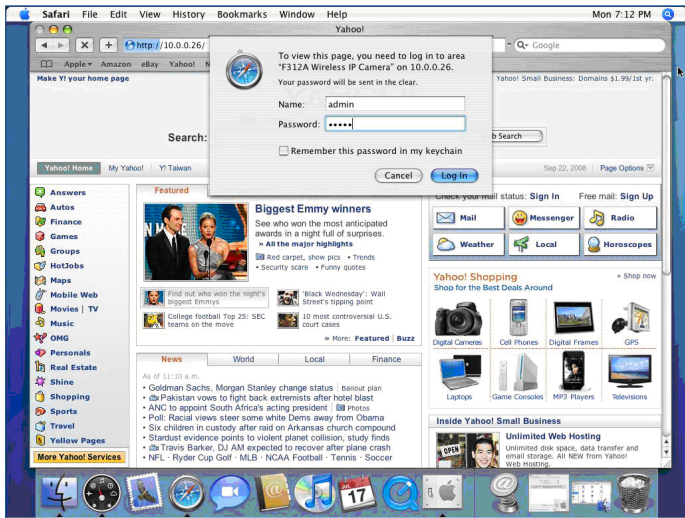 Safari File Edit View History Bookmarks Window Help Mon 7:12 PM
Yahoo!
http://10.0.0.26/
Google
Apple Amazon eBay Yahoo!
To view this page, you need to log in to area
"F312A Wireless IP Camera" on 10.0.0.26.
Your password will be sent in the clear.
Name: admin
Password: •••••
Remember this password in my keychain
Cancel Log In
Make Y! your home page
Yahoo! Small Business: Domains $1.99/1st yr.
Search:
b Search
Yahoo! Home My Yahoo! Y! Taiwan
Sep 22, 2008 Page Options
Answers
Autos
Finance
Games
Groups
HotJobs
Maps
Mobile Web
Movies | TV
Music
OMG
Personals
Real Estate
Shine
Shopping
Sports
Travel
Yellow Pages
More Yahoo! Services
Featured
Biggest Emmy winners
See who won the most anticipated
awards in a night full of surprises.
» All the major highlights
Red carpet, show pics • Trends
• Security scare • Funny quotes
Find out who won the night's
biggest Emmys
'Black Wednesday': Wall
Street's tipping point
College football Top 25: SEC
teams on the move
10 most controversial U.S.
court cases
» More: Featured | Buzz
News World Local Finance
As of 11:10 a.m.
• Goldman Sachs, Morgan Stanley change status | Bailout plan
• Pakistan vows to fight back extremists after hotel blast
• ANC to appoint South Africa's acting president | Photos
• Poll: Racial views steer some white Dems away from Obama
• Six children in custody after raid on Arkansas church compound
• Stardust evidence points to violent planet collision, study finds
• Travis Barker, DJ AM expected to recover after plane crash
• NFL · Ryder Cup Golf · MLB · NCAA Football · Tennis · Soccer
Check your mail status: Sign In Free mail: Sign Up
Mail Messenger Radio
Weather Local Horoscopes
Yahoo! Shopping » Shop now
Shop for the Best Deals Around
Digital Cameras Cell Phones Digital Frames GPS
Laptops Game Consoles MP3 Players Televisions
Inside Yahoo! Small Business
OPEN
Unlimited Web Hosting
Unlimited disk space, data transfer and
email storage. All NEW from Yahoo!
Web Hosting.
JUL
17